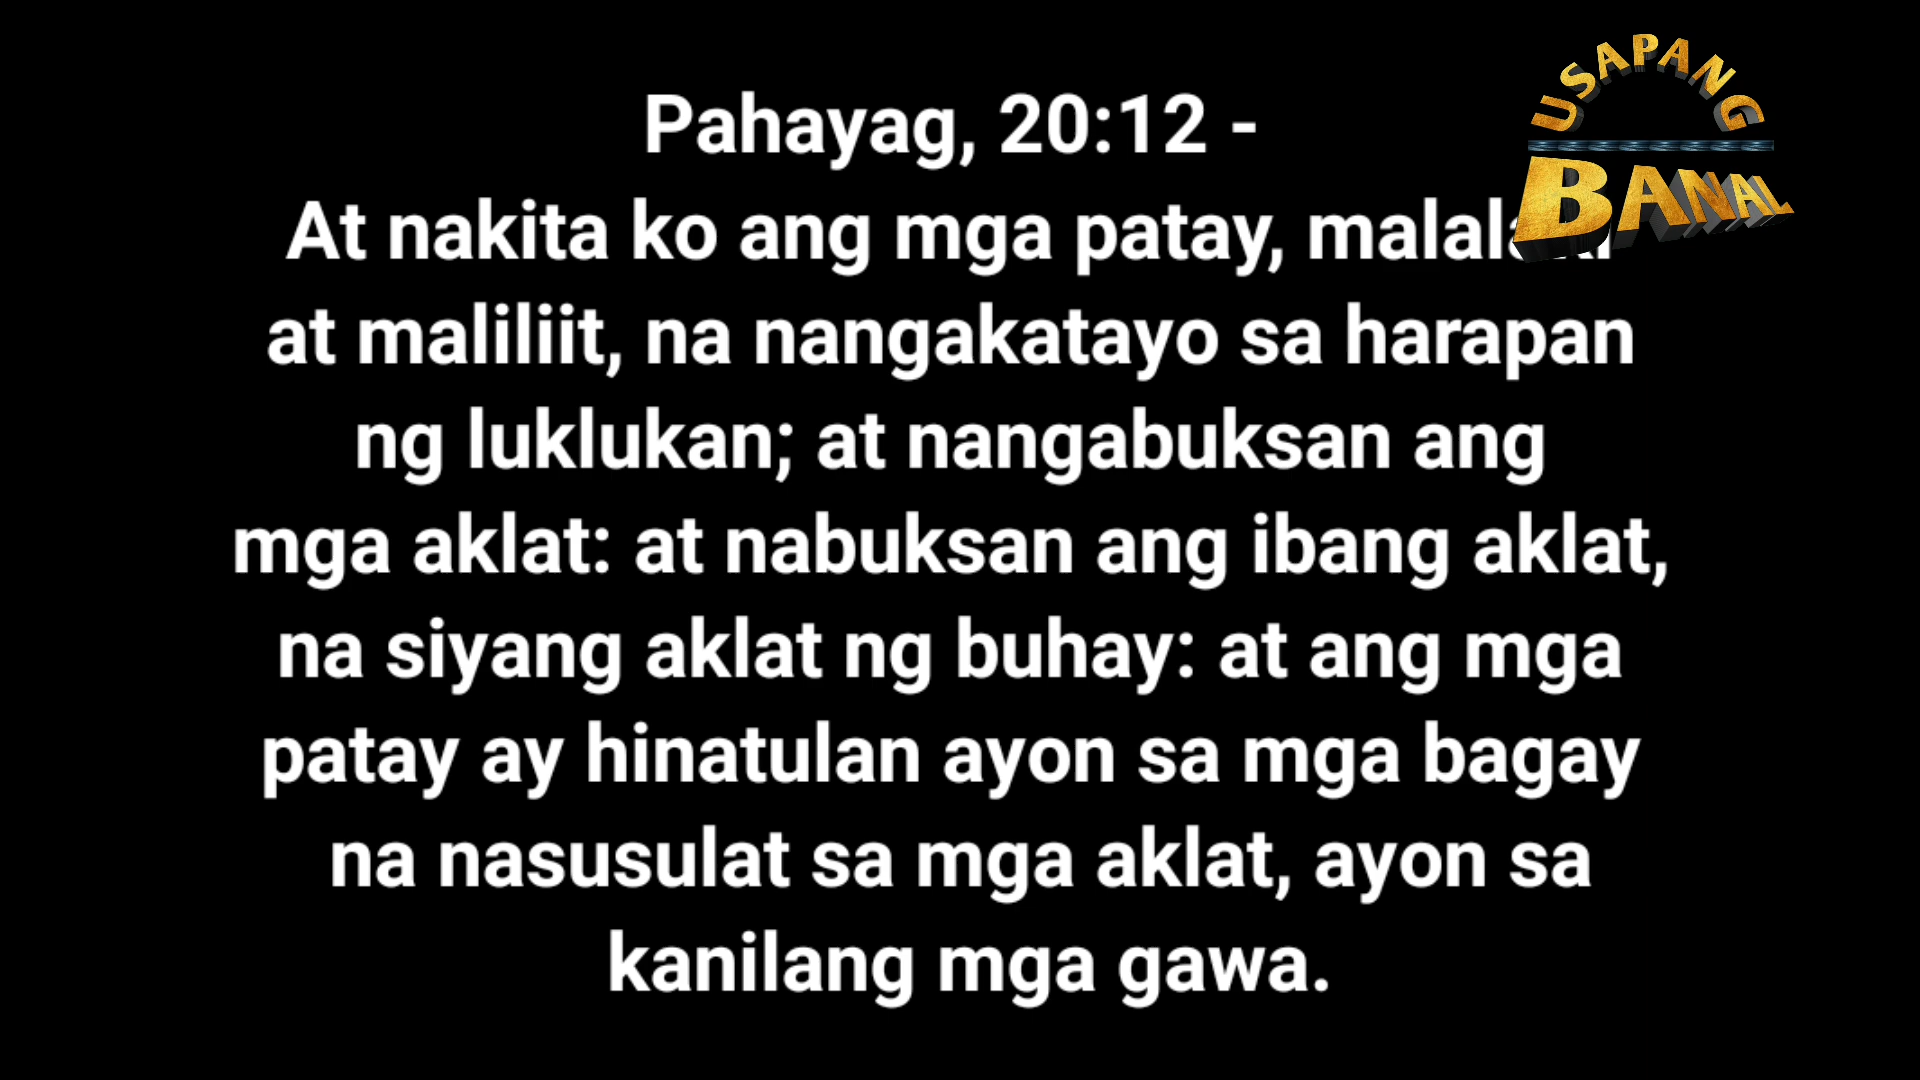 USAPANG
BANAL
Pahayag, 20:12 -
At nakita ko ang mga patay,
at maliliit, na nangakatayo sa harapan
ng luklukan; at nangabuksan ang
mga aklat: at nabuksan ang ibang aklat,
na siyang aklat ng buhay: at ang mga
patay ay hinatulan ayon sa mga bagay
na nasusulat sa mga aklat, ayon sa
kanilang mga gawa.